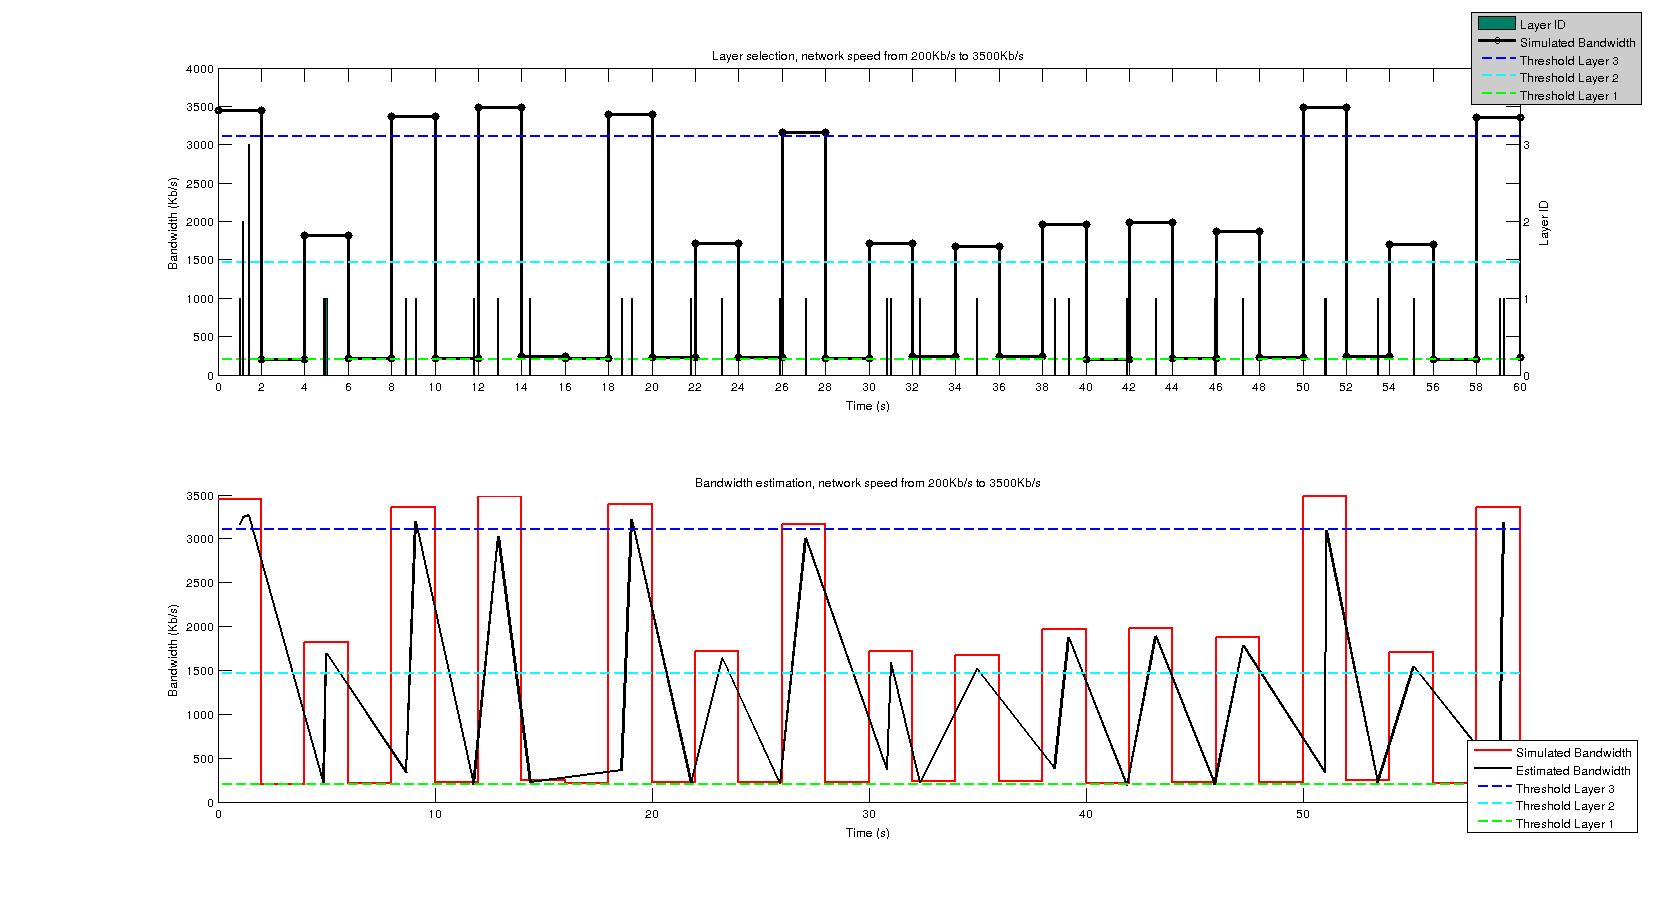 Layer ID
Simulated Bandwidth
Threshold Layer 3
Threshold Layer 2
Threshold Layer 1
Layer selection, network speed from 200Kb/s to 3500Kb/s
4000
3500
3000
2500
2000
1500
1000
500
0
Bandwidth (Kb/s)
3
2
1
0
Layer ID
0 2 4 6 8 10 12 14 16 18 20 22 24 26 28 30 32 34 36 38 40 42 44 46 48 50 52 54 56 58 60
Time (s)
Bandwidth estimation, network speed from 200Kb/s to 3500Kb/s
3500
3000
2500
2000
1500
1000
500
0
Bandwidth (Kb/s)
0 10 20 30 40 50
Time (s)
Simulated Bandwidth
Estimated Bandwidth
Threshold Layer 3
Threshold Layer 2
Threshold Layer 1